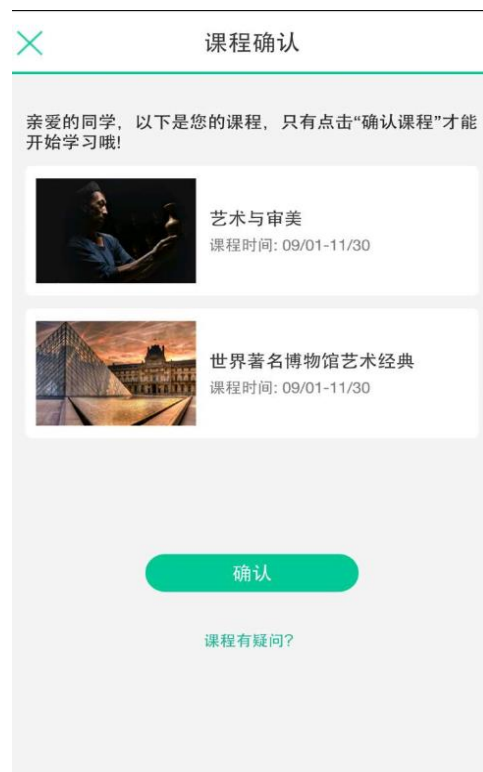 课程确认
亲爱的同学，以下是您的课程，只有点击“确认课程”才能
开始学习哦!
艺术与审美
课程时间: 09/01-11/30
世界著名博物馆艺术经典
课程时间: 09/01-11/30
确认
课程有疑问?